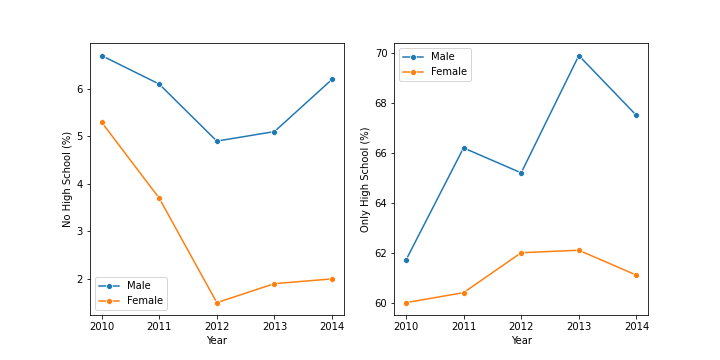 No High School (%)
6
5
4
3
2
Male
Female
2010 2011 2012 2013 2014
Year
Only High School (%)
70
68
66
64
62
60
Male
Female
2010 2011 2012 2013 2014
Year